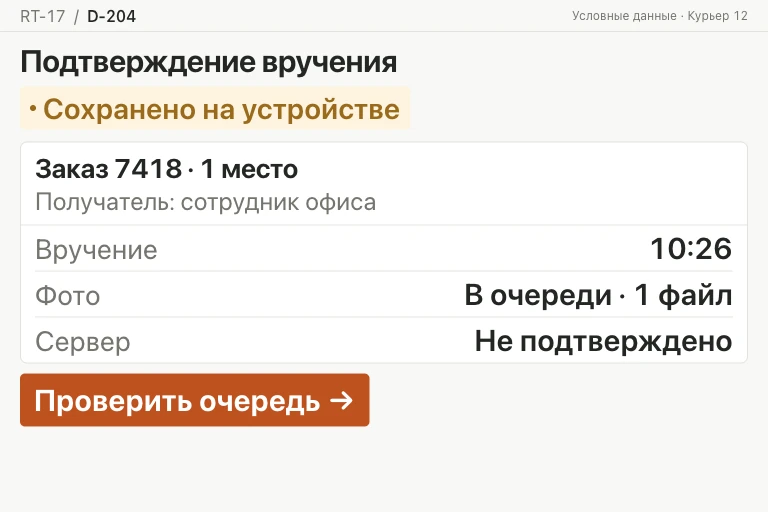 RT-17 / D-204
Условные данные · Курьер 12
Подтверждение вручения
• Сохранено на устройстве
Заказ 7418 · 1 место
Получатель: сотрудник офиса
Вручение 10:26
Фото В очереди · 1 файл
Сервер Не подтверждено
Проверить очередь →